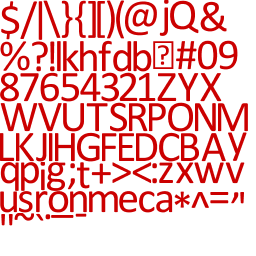 $/|\}{][)(@jQ&
%?!lkhfdb#09
87654321ZYX
WVUTSRPONM
LKJIHGFEDCBAy
qpig;t+><:zxwv
usronmeca*^=”
"~`¦—-